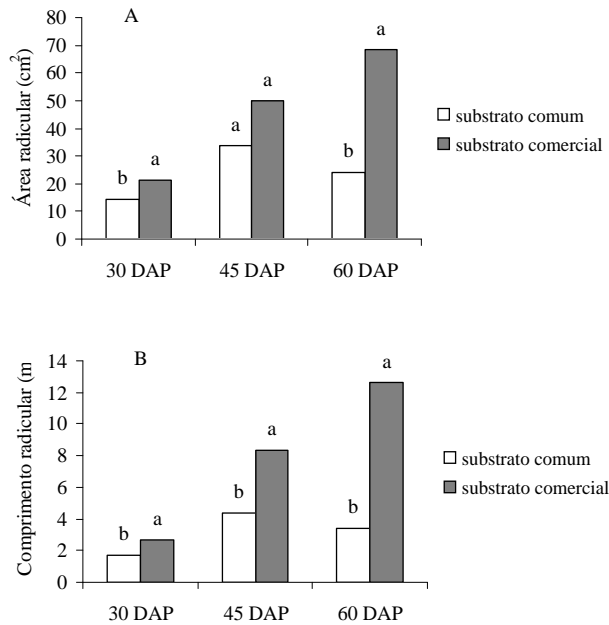 A
Área radicular (cm²)
80
70
60
50
40
30
20
10
0
b a
a a
b a
30 DAP 45 DAP 60 DAP
substrato comum
substrato comercial
B
Comprimento radicular (m
14
12
10
8
6
4
2
0
b a
b a
b a
30 DAP 45 DAP 60 DAP
substrato comum
substrato comercial